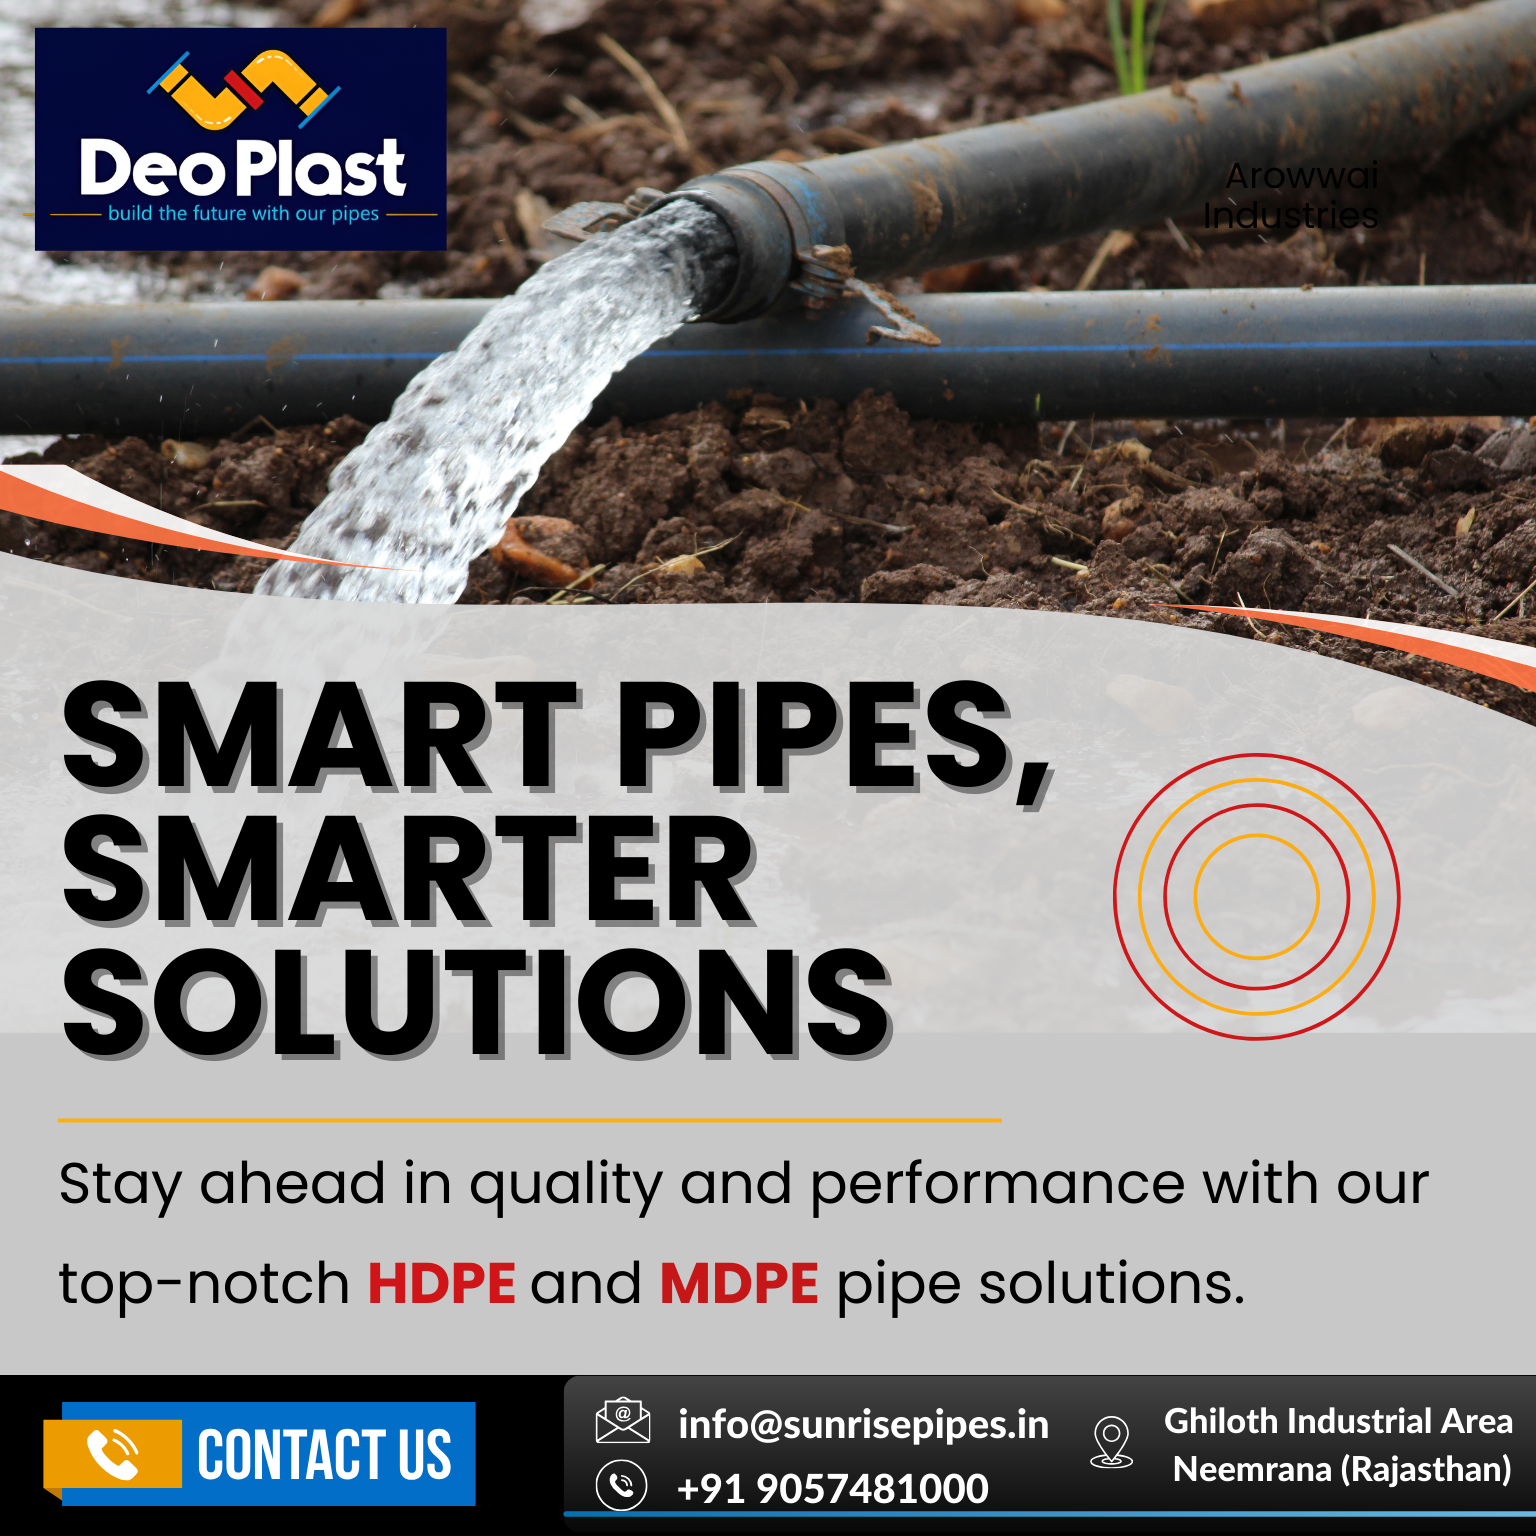 DeoPlast
build the future with our pipes
Arowwai
Industries
SMART PIPES,
SMARTER
SOLUTIONS
Stay ahead in quality and performance with our
top-notch HDPE and MDPE pipe solutions.
CONTACT US
info@sunrisepipes.in
+91 9057481000
Ghiloth Industrial Area
Neemrana (Rajasthan)